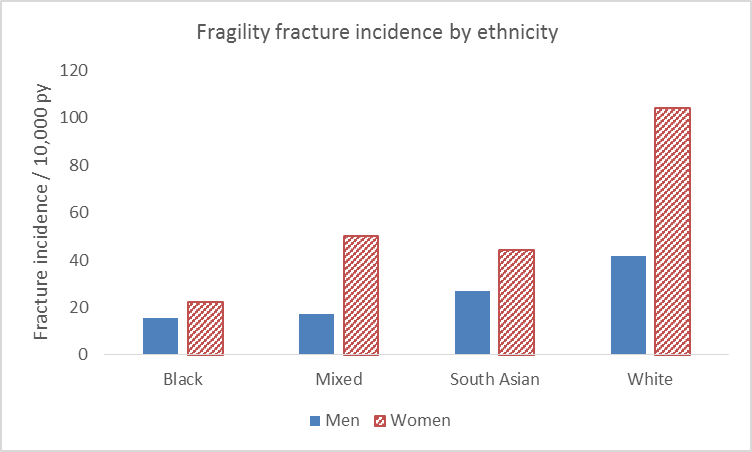 Fragility fracture incidence by ethnicity
Fracture incidence / 10,000 py
120
100
80
60
40
20
0
Black Mixed South Asian White
Men Women